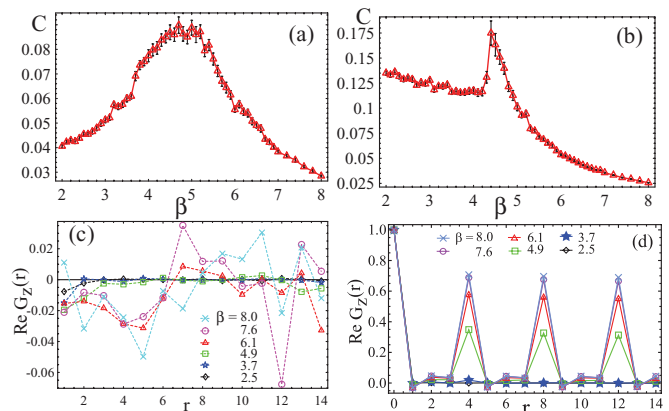 C
(a)
0.09
0.08
0.07
0.06
0.05
0.04
0.03
2 3 4 5 6 7 8
β
C
(b)
0.175
0.15
0.125
0.1
0.075
0.05
0.025
2 3 4 5 6 7 8
β
(c)
Re G_Z(r)
0.02
0
-0.02
-0.04
-0.06
β = 8.0
7.6
6.1
4.9
3.7
2.5
2 4 6 8 10 12 14
r
(d)
Re G_Z(r)
1.0
0.8
0.6
0.4
0.2
0.0
β = 8.0 6.1 3.7
7.6 4.9 2.5
0 2 4 6 8 10 12 14
r